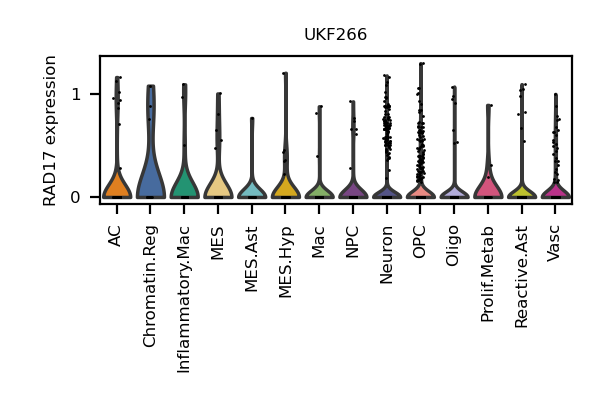 UKF266
RAD17 expression
1
0
AC
Chromatin.Reg
Inflammatory.Mac
MES
MES.Ast
MES.Hyp
Mac
NPC
Neuron
OPC
Oligo
Prolif.Metab
Reactive.Ast
Vasc